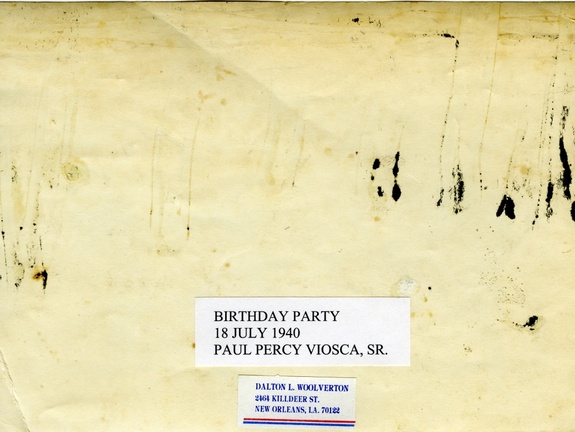 BIRTHDAY PARTY
18 JULY 1940
PAUL PERCY VIOSCA, SR.
DALTON L. WOOLVERTON
2464 KILLDEER ST.
NEW ORLEANS, LA. 70122